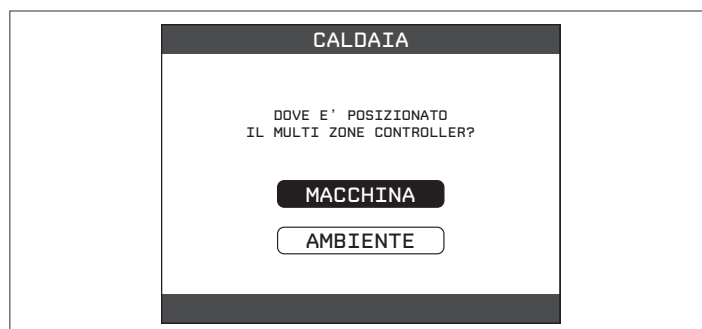 CALDAIA
DOVE E' POSIZIONATO
IL MULTI ZONE CONTROLLER?
MACCHINA
AMBIENTE